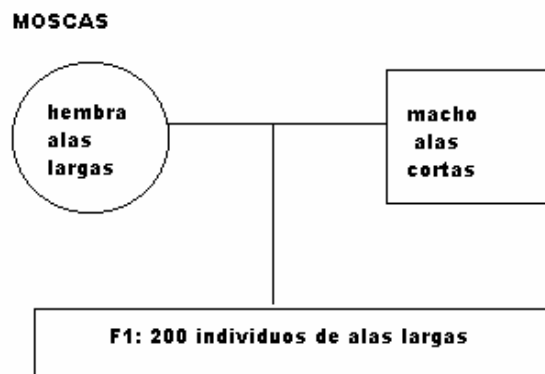 MOSCAS
hembra
alas
largas
macho
alas
cortas
F1: 200 individuos de alas largas